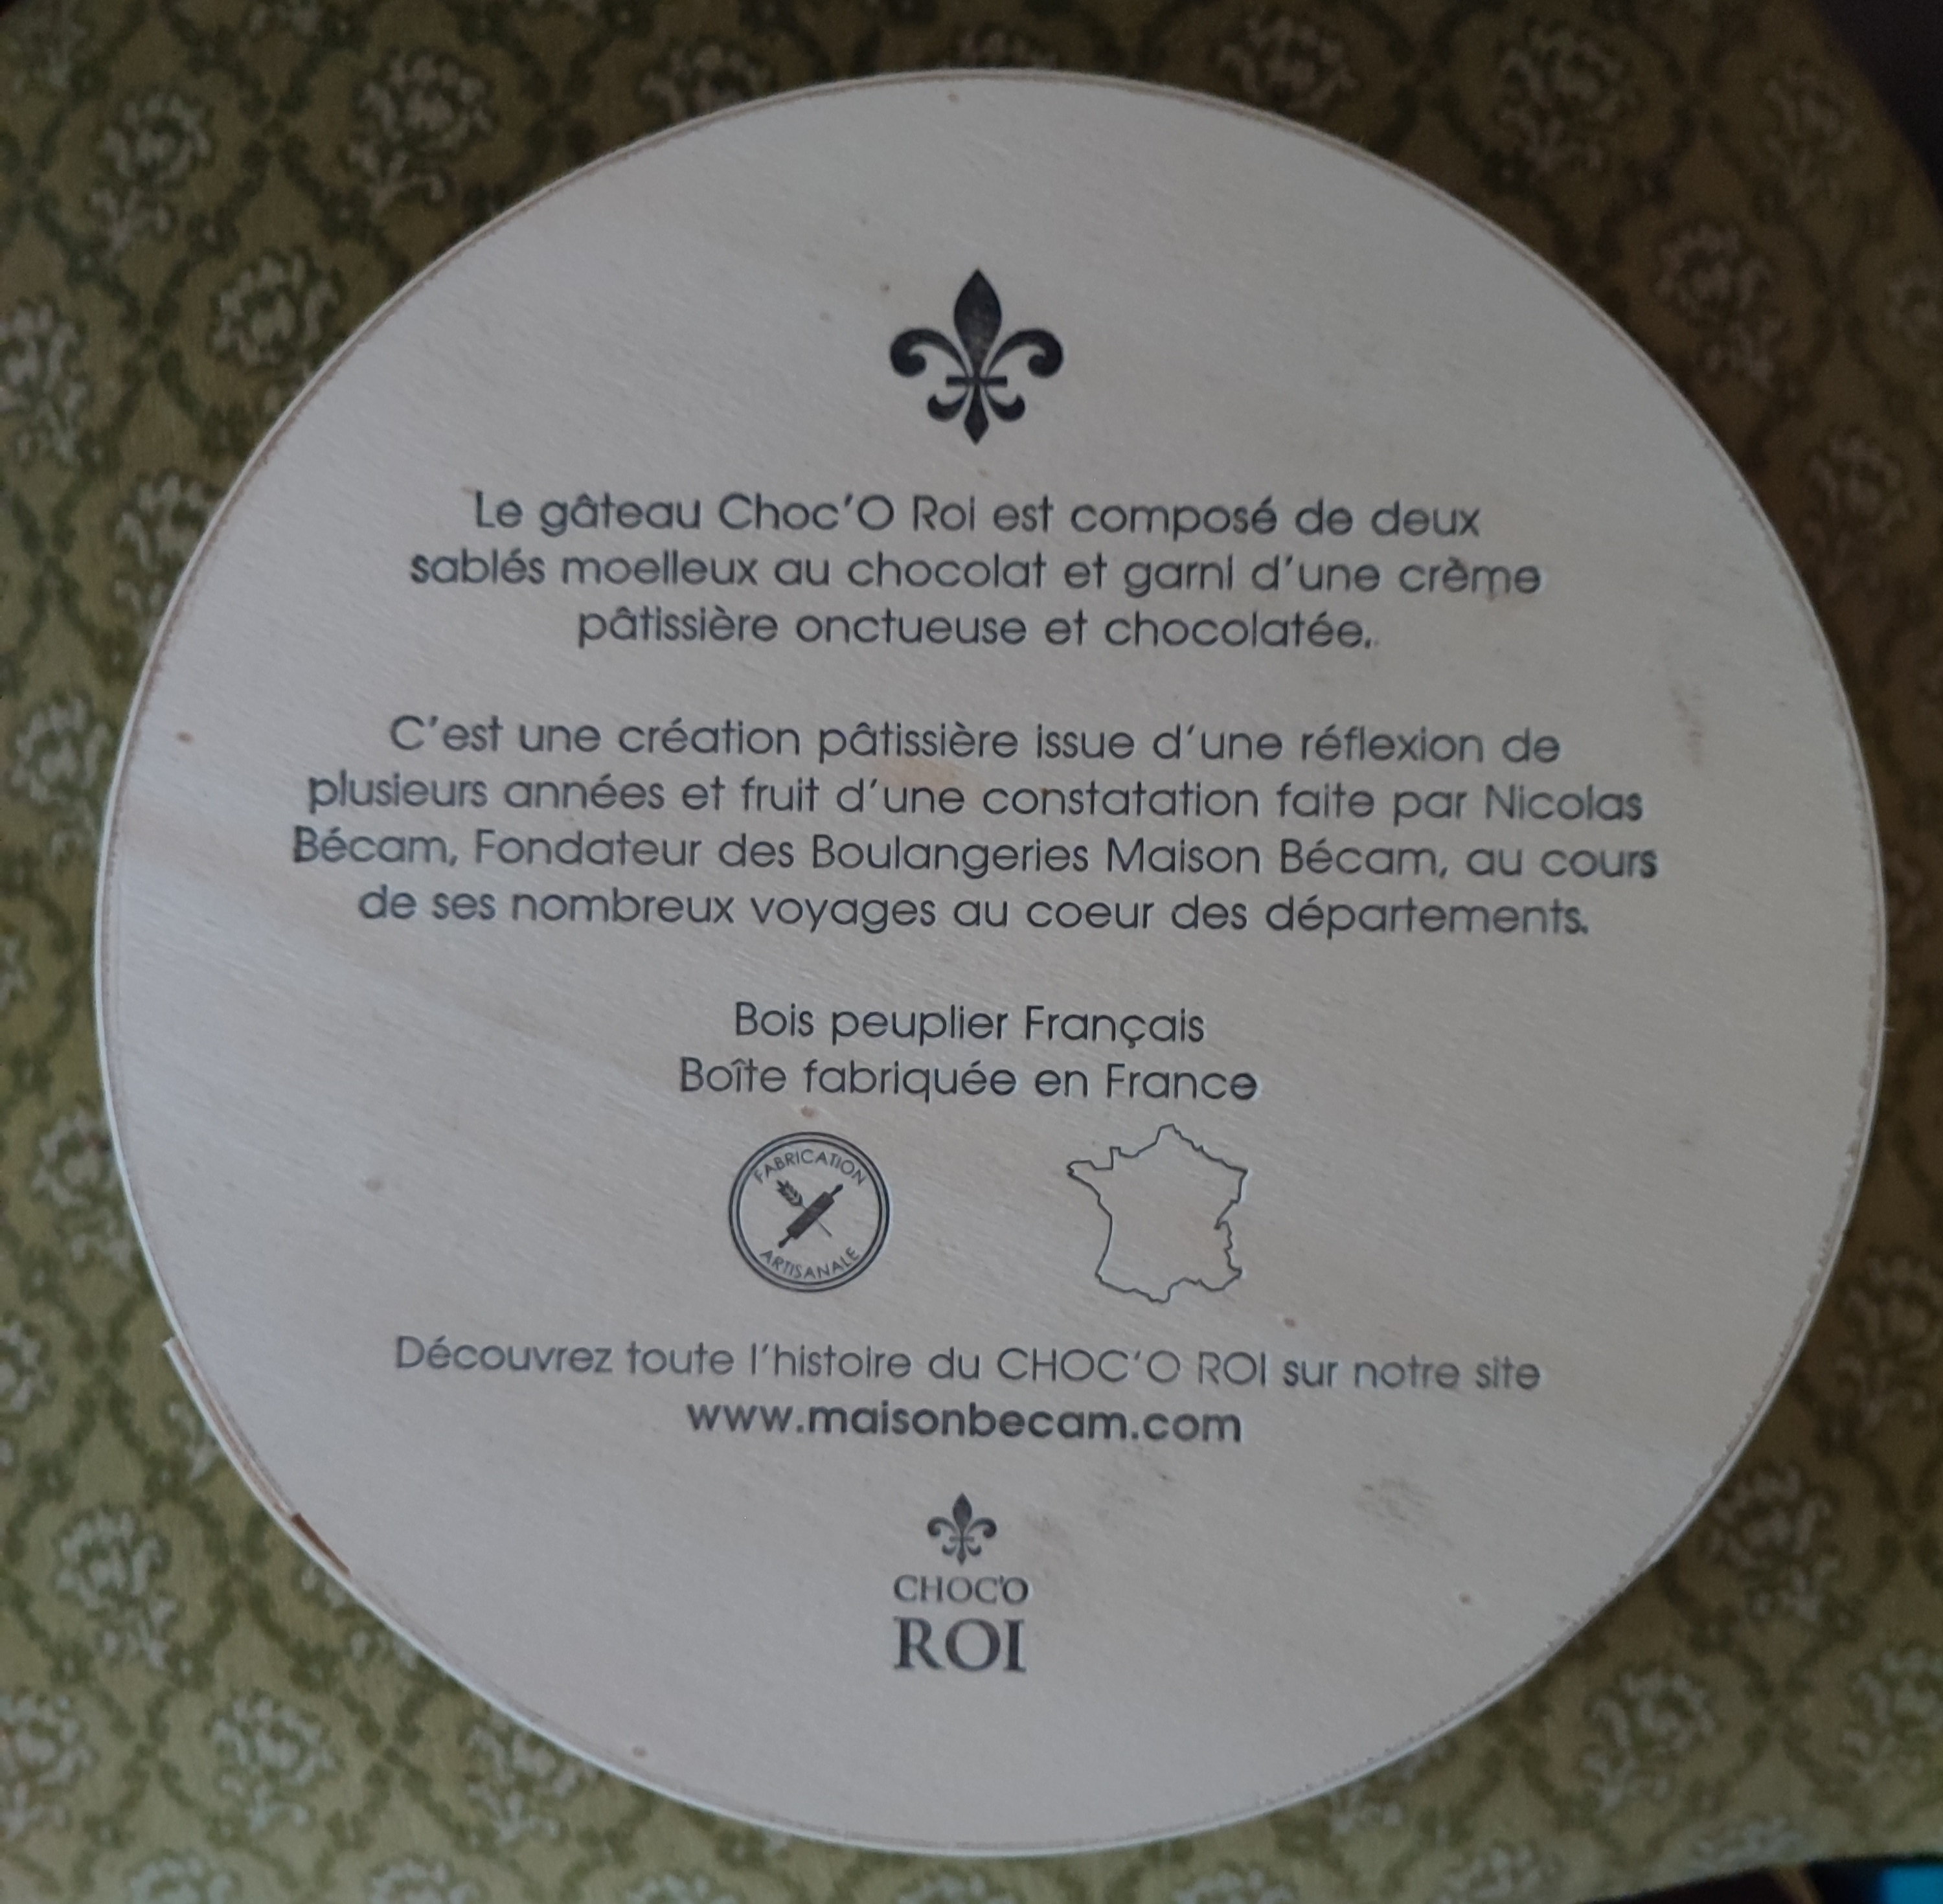 Le gâteau Choc'O Roi est composé de deux
sablés moelleux au chocolat et garni d'une crème
pâtissière onctueuse et chocolatée.
C'est une création pâtissière issue d'une réflexion de
plusieurs années et fruit d'une constatation faite par Nicolas
Bécam, Fondateur des Boulangeries Maison Bécam, au cours
de ses nombreux voyages au coeur des départements.
Bois peuplier Français
Boîte fabriquée en France
FABRICATION
ARTISANALE
Découvrez toute l'histoire du CHOC'O ROI sur notre site
www.maisonbecam.com
CHOC'O
ROI